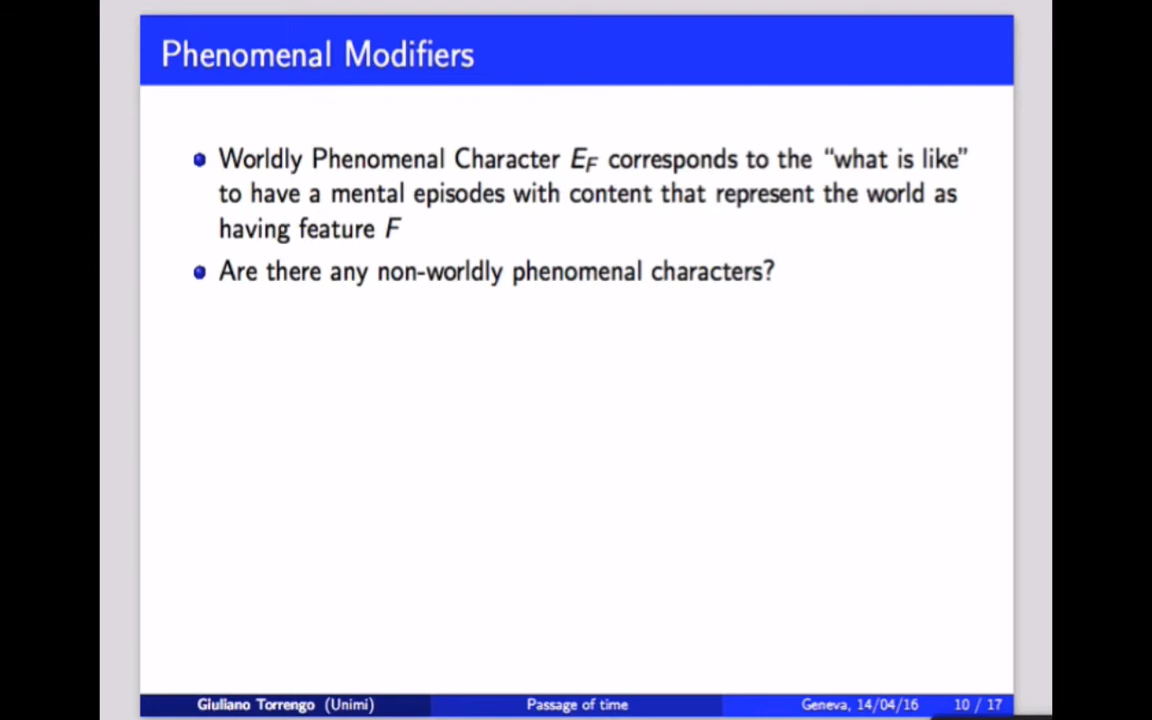 Phenomenal Modifiers
Worldly Phenomenal Character E_F corresponds to the “what is like”
to have a mental episodes with content that represent the world as
having feature F
Are there any non-worldly phenomenal characters?
Giuliano Torrengo (Unimi) Passage of time Geneva, 14/04/16 10 / 17